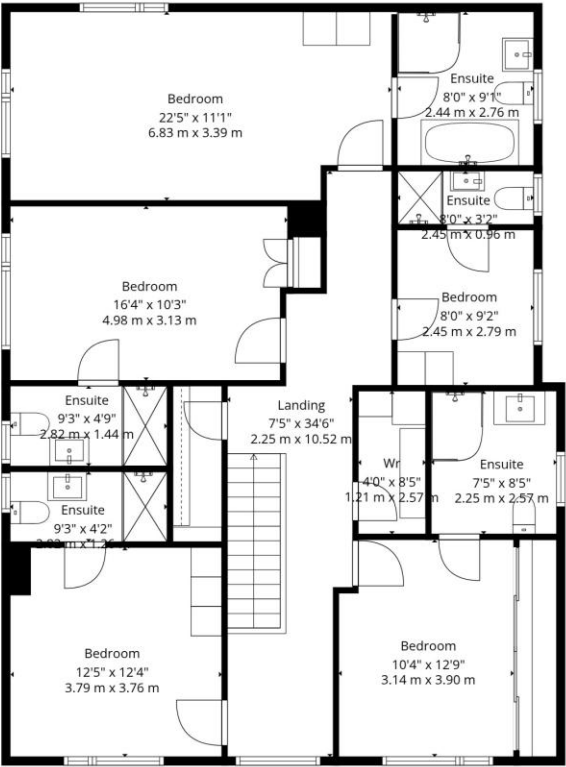 Bedroom
22'5" x 11'1"
6.83 m x 3.39 m
Ensuite
8'0" x 9'1"
2.44 m x 2.76 m
Ensuite
8'0" x 3'2"
2.45 m x 0.96 m
Bedroom
16'4" x 10'3"
4.98 m x 3.13 m
Bedroom
8'0" x 9'2"
2.45 m x 2.79 m
Ensuite
9'3" x 4'9"
2.82 m x 1.44 m
Landing
7'5" x 34'6"
2.25 m x 10.52 m
Wr
4'0" x 8'5"
1.21 m x 2.57 m
Ensuite
7'5" x 8'5"
2.25 m x 2.57 m
Ensuite
9'3" x 4'2"
Bedroom
12'5" x 12'4"
3.79 m x 3.76 m
Bedroom
10'4" x 12'9"
3.14 m x 3.90 m